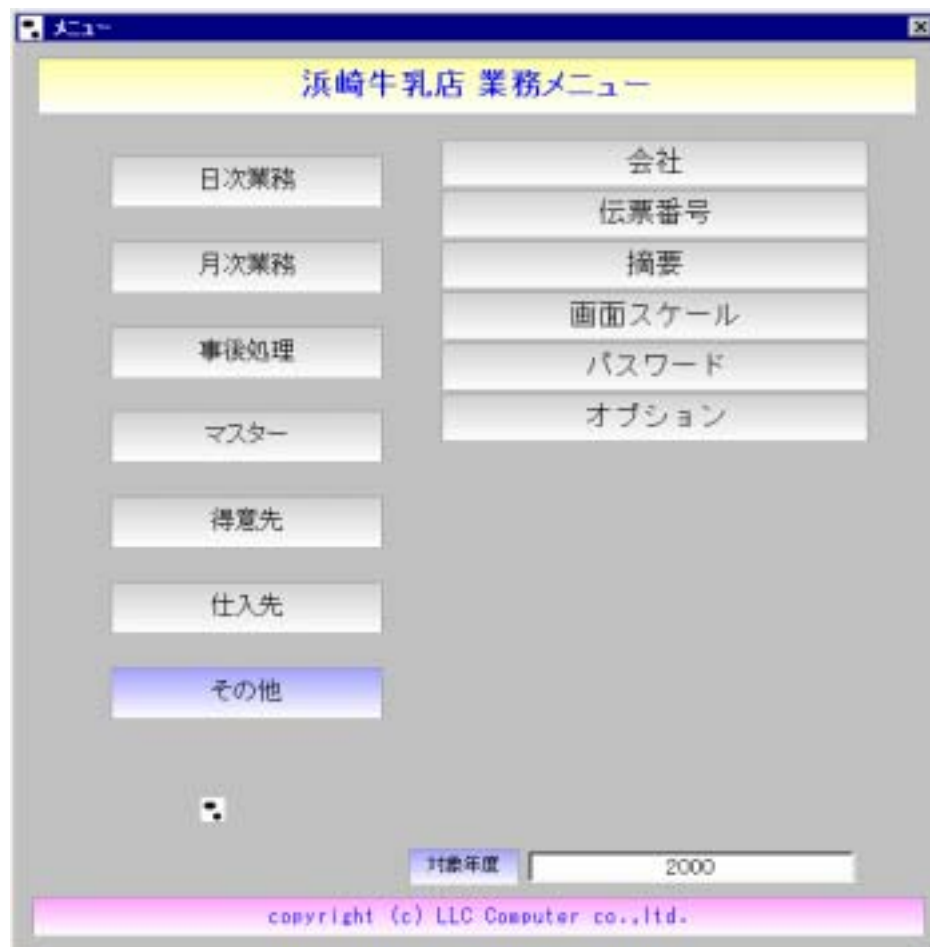 メニュー
浜崎牛乳店 業務メニュー
日次業務
月次業務
事後処理
マスター
得意先
仕入先
その他
会社
伝票番号
摘要
画面スケール
パスワード
オプション
対象年度 2000
copyright (c) LLC Computer co.,ltd.